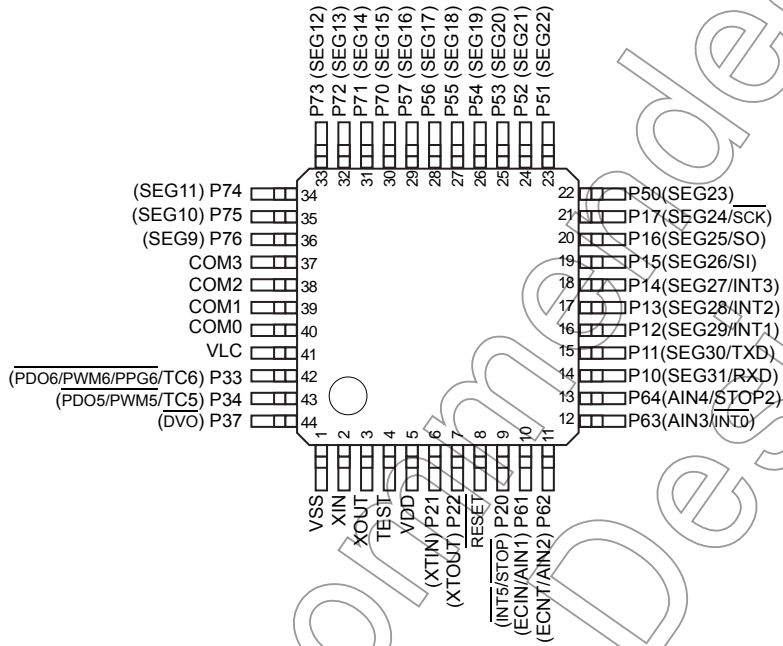 P73 (SEG12)
P72 (SEG13)
P71 (SEG14)
P70 (SEG15)
P57 (SEG16)
P56 (SEG17)
P55 (SEG18)
P54 (SEG19)
P53 (SEG20)
P52 (SEG21)
P51 (SEG22)
33
32
31
30
29
28
27
26
25
24
23
(SEG11) P74 34
(SEG10) P75 35
(SEG9) P76 36
COM3 37
COM2 38
COM1 39
COM0 40
VLC 41
(PDO6/PWM6/PPG6/TC6) P33 42
(PDO5/PWM5/TC5) P34 43
(DVO) P37 44
22 P50(SEG23)
21 P17(SEG24/SCK)
20 P16(SEG25/SO)
19 P15(SEG26/SI)
18 P14(SEG27/INT3)
17 P13(SEG28/INT2)
16 P12(SEG29/INT1)
15 P11(SEG30/TXD)
14 P10(SEG31/RXD)
13 P64(AIN4/STOP2)
12 P63(AIN3/INT0)
1
2
3
4
5
6
7
8
9
10
11
VSS
XIN
XOUT
TEST
VDD
(XTIN) P21
(XTOUT) P22
RESET
(INT5/STOP) P20
(ECIN/AIN1) P61
(ECNT/AIN2) P62
ommende
Des